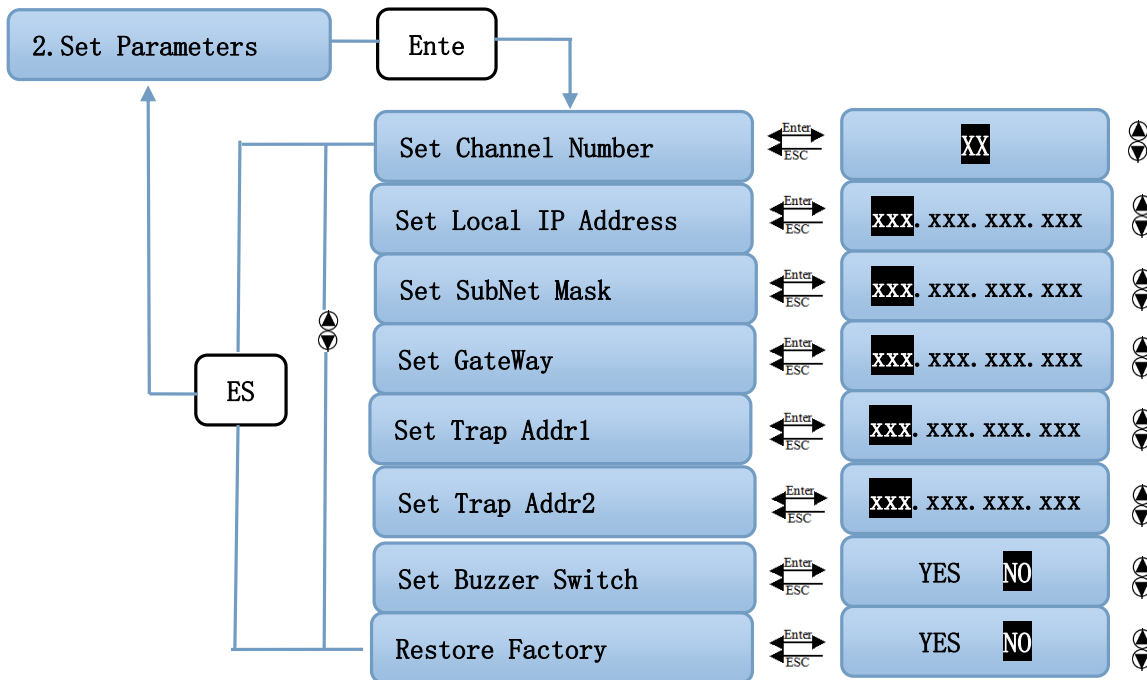 2.Set Parameters
Ente
Set Channel Number
Enter
ESC
XX
Set Local IP Address
Enter
ESC
xxx.xxx.xxx.xxx
Set SubNet Mask
Enter
ESC
xxx.xxx.xxx.xxx
Set GateWay
Enter
ESC
xxx.xxx.xxx.xxx
ES
Set Trap Addr1
Enter
ESC
xxx.xxx.xxx.xxx
Set Trap Addr2
Enter
ESC
xxx.xxx.xxx.xxx
Set Buzzer Switch
Enter
ESC
YES NO
Restore Factory
Enter
ESC
YES NO